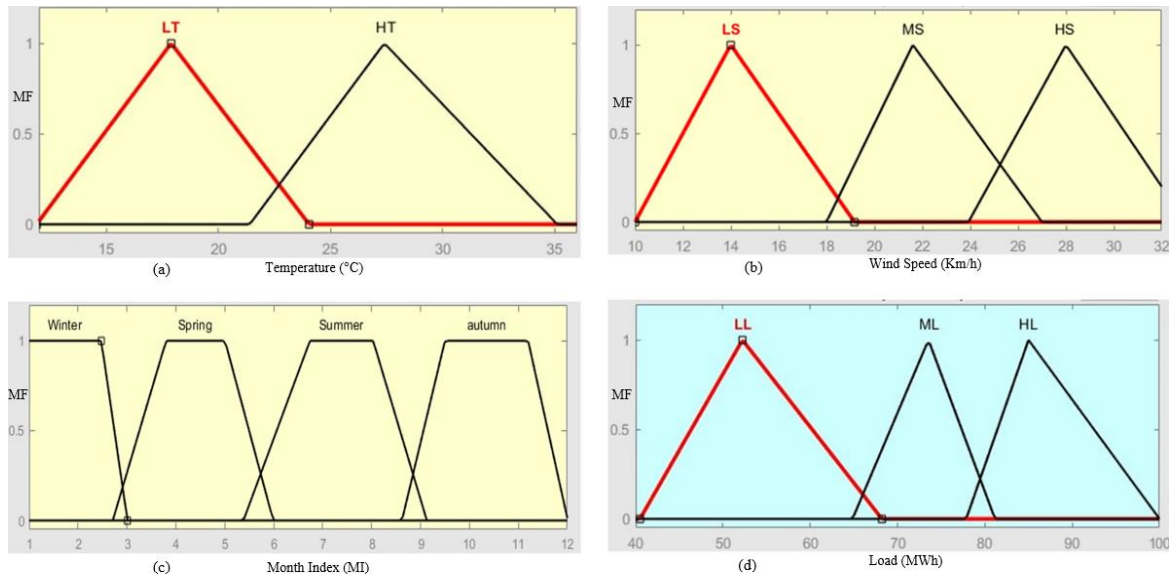 LT
HT
1
MF
0.5
0
15
20
25
30
35
(a)
Temperature (°C)
LS
MS
HS
1
MF
0.5
0
10
12
14
16
18
20
22
24
26
28
30
32
(b)
Wind Speed (Km/h)
Winter
Spring
Summer
autumn
1
MF
0.5
0
1
2
3
4
5
6
7
8
9
10
11
12
(c)
Month Index (MI)
LL
ML
HL
1
MF
0.5
0
40
50
60
70
80
90
100
(d)
Load (MWh)